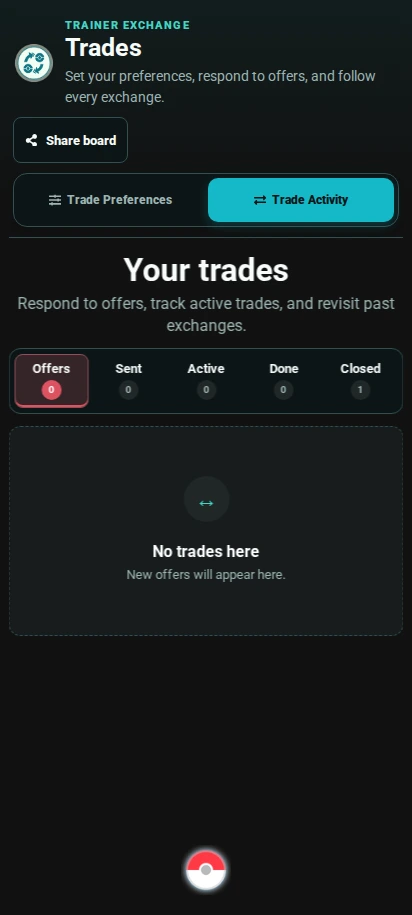 TRAINER EXCHANGE
Trades
Set your preferences, respond to offers, and follow
every exchange.
Share board
Trade Preferences
Trade Activity
Your trades
Respond to offers, track active trades, and revisit past
exchanges.
Offers
Sent
Active
Done
Closed
0
0
0
0
1
No trades here
New offers will appear here.